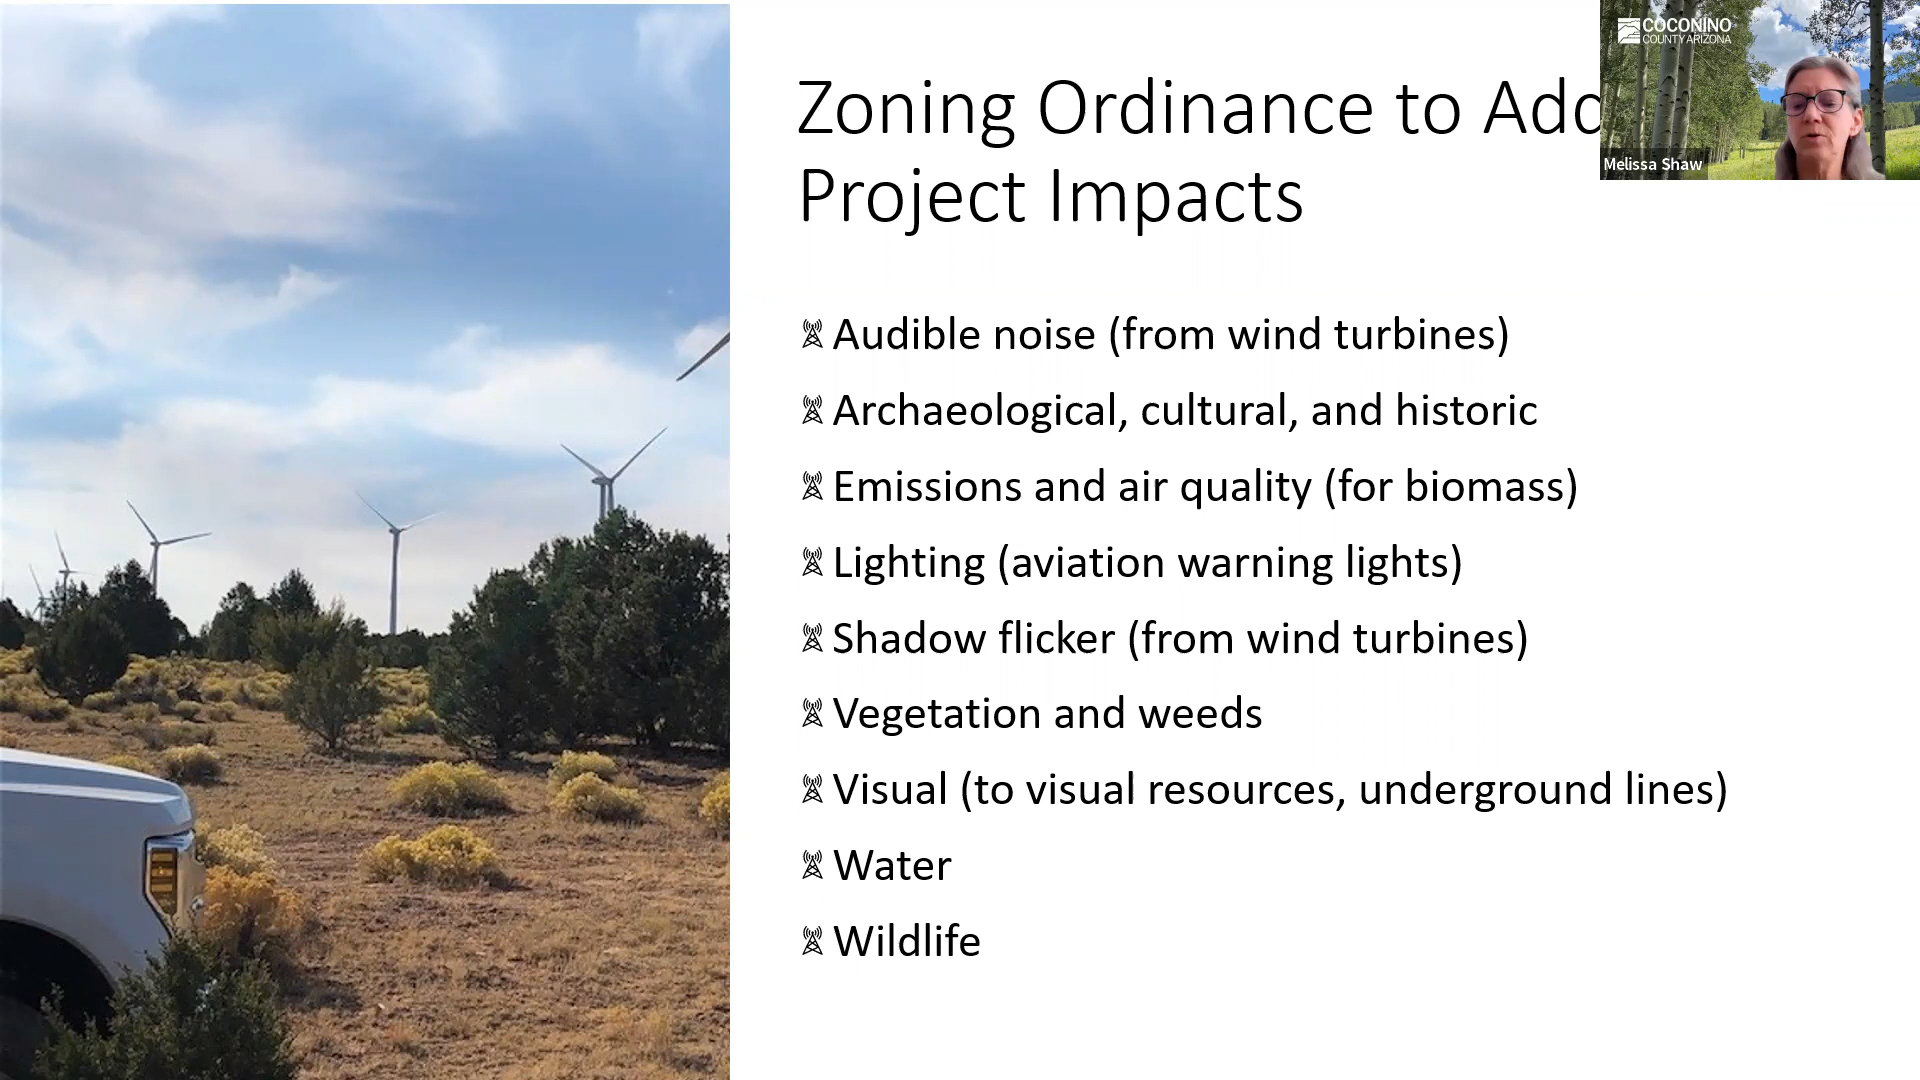 Zoning Ordinance to Add
Project Impacts
Audible noise (from wind turbines)
Archaeological, cultural, and historic
Emissions and air quality (for biomass)
Lighting (aviation warning lights)
Shadow flicker (from wind turbines)
Vegetation and weeds
Visual (to visual resources, underground lines)
Water
Wildlife
COCONINO
COUNTY ARIZONA
Melissa Shaw